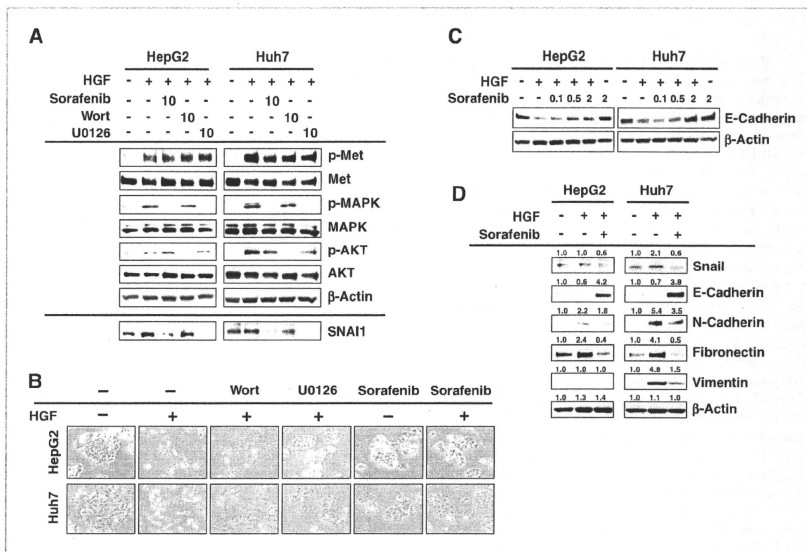 A
HepG2 Huh7
HGF - + + + + - + + + +
Sorafenib 10 10
Wort 10 10
U0126 10 10
p-Met
Met
p-MAPK
MAPK
p-AKT
AKT
β-Actin
SNAI1
B
- - Wort U0126 Sorafenib Sorafenib
HGF - + + + - +
HepG2
Huh7
C
HepG2 Huh7
HGF - + + + + - - + + + + -
Sorafenib 0.1 0.5 2 2 0.1 0.5 2 2
E-Cadherin
β-Actin
D
HepG2 Huh7
HGF - + + - + +
Sorafenib - - + - - +
1.0 1.0 0.6 1.0 2.1 0.6
Snail
1.0 0.6 4.2 1.0 0.7 3.8
E-Cadherin
1.0 2.2 1.8 1.0 5.4 3.5
N-Cadherin
1.0 2.4 0.4 1.0 4.1 0.5
Fibronectin
1.0 1.0 1.0 1.0 4.8 1.5
Vimentin
1.0 1.3 1.4 1.0 1.1 1.0
β-Actin